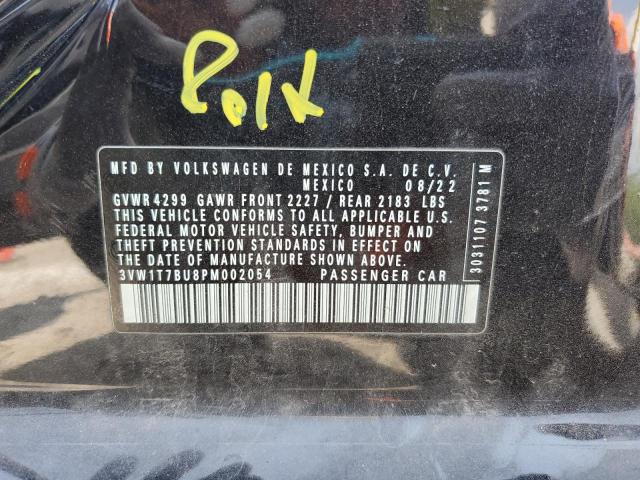 Polk
MFD BY VOLKSWAGEN DE MEXICO S.A. DE C.V.
MEXICO 08/22
GVWR 4299 GAWR FRONT 2227 / REAR 2183 LBS
THIS VEHICLE CONFORMS TO ALL APPLICABLE
FEDERAL MOTOR VEHICLE SAFETY, BUMPER AND
THEFT PREVENTION STANDARDS IN EFFECT ON
THE DATE OF MANUFACTURE SHOWN ABOVE
3VW1T7BU8PM002054 PASSENGER CAR
3031107 3781 M